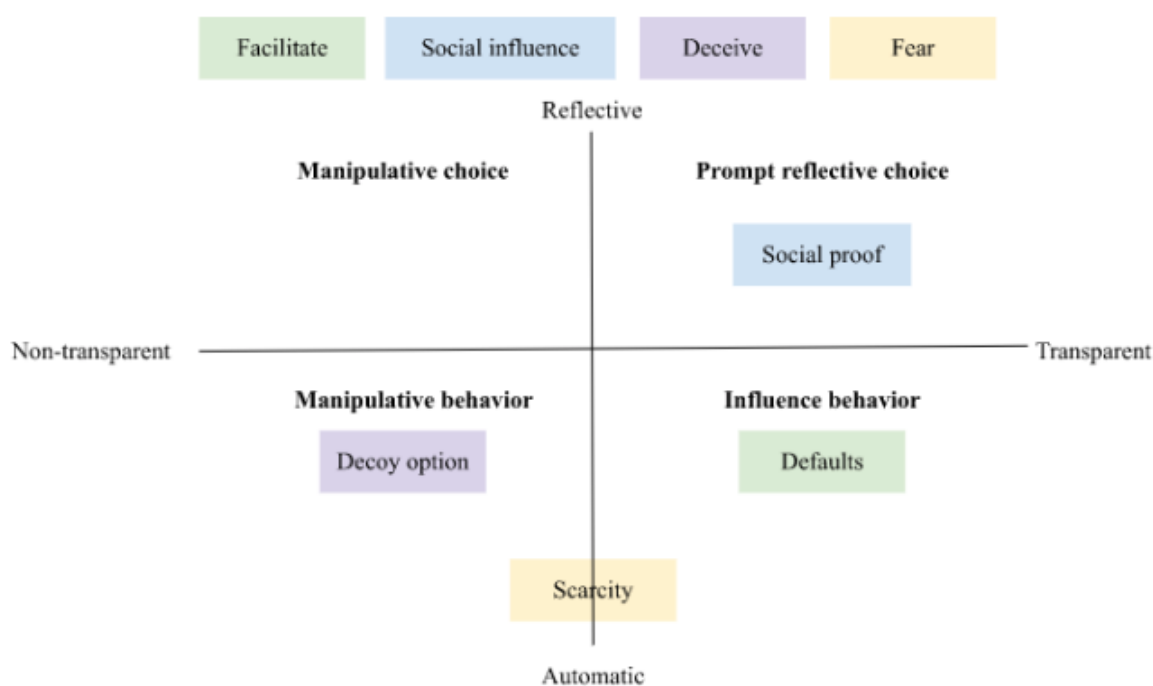 Facilitate Social influence Deceive Fear
Reflective
Manipulative choice Prompt reflective choice
Social proof
Non-transparent Transparent
Manipulative behavior Influence behavior
Decoy option Defaults
Scarcity
Automatic